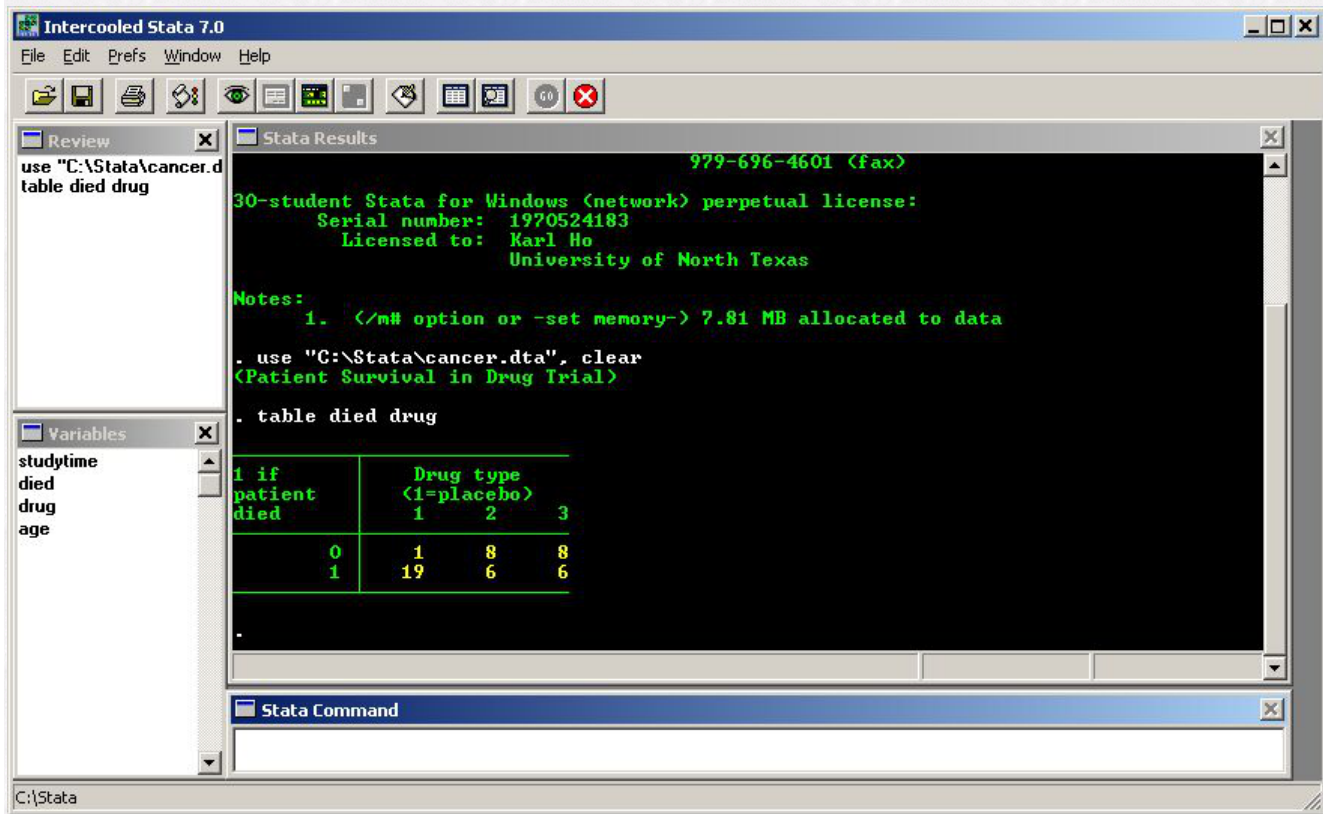 Intercooled Stata 7.0
File Edit Prefs Window Help
GO
Review
use "C:\Stata\cancer.d
table died drug
Variables
studytime
died
drug
age
Stata Results
979-696-4601 (fax)
30-student Stata for Windows (network) perpetual license:
Serial number: 1970524183
Licensed to: Karl Ho
University of North Texas
Notes:
1. (/m# option or -set memory-) 7.81 MB allocated to data
. use "C:\Stata\cancer.dta", clear
(Patient Survival in Drug Trial)
. table died drug
1 if Drug type
patient (1=placebo)
died 1 2 3
0 1 8 8
1 19 6 6
.
Stata Command
C:\Stata